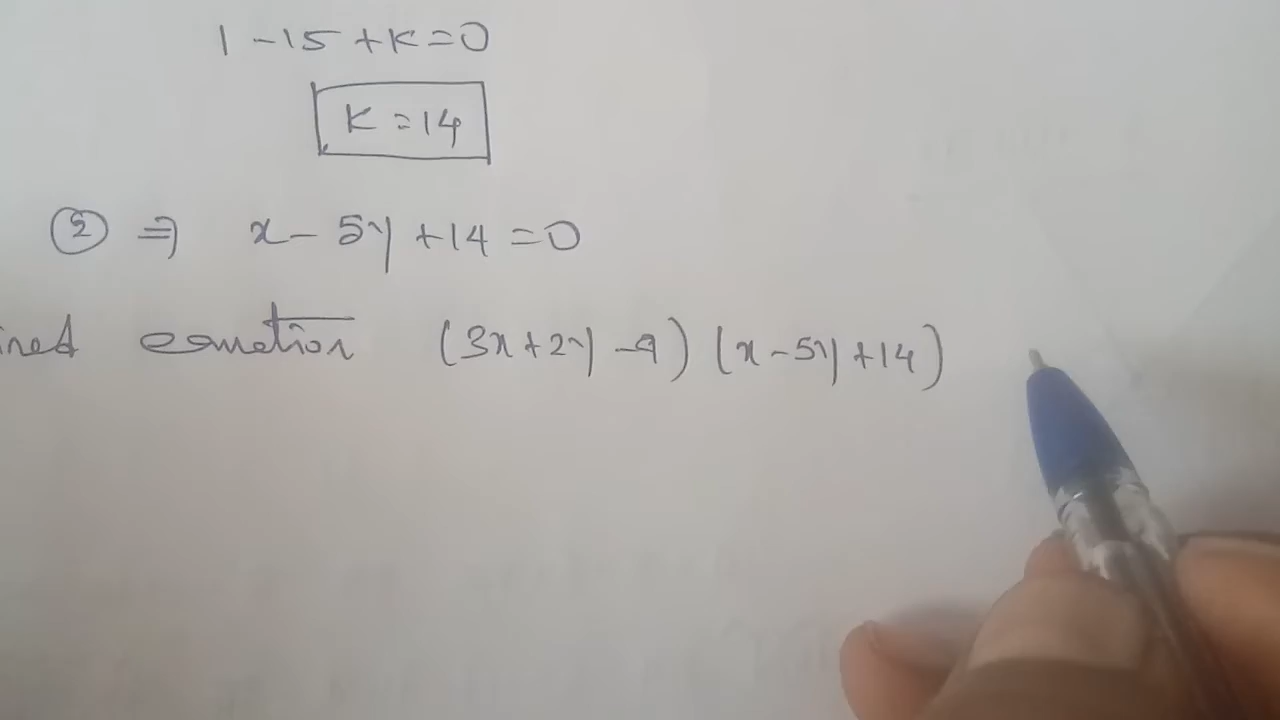 1 - 15 + K = 0
K = 14
② ⇒ x - 5y + 14 = 0
equation (3x + 2y - 9) (x - 5y + 14)